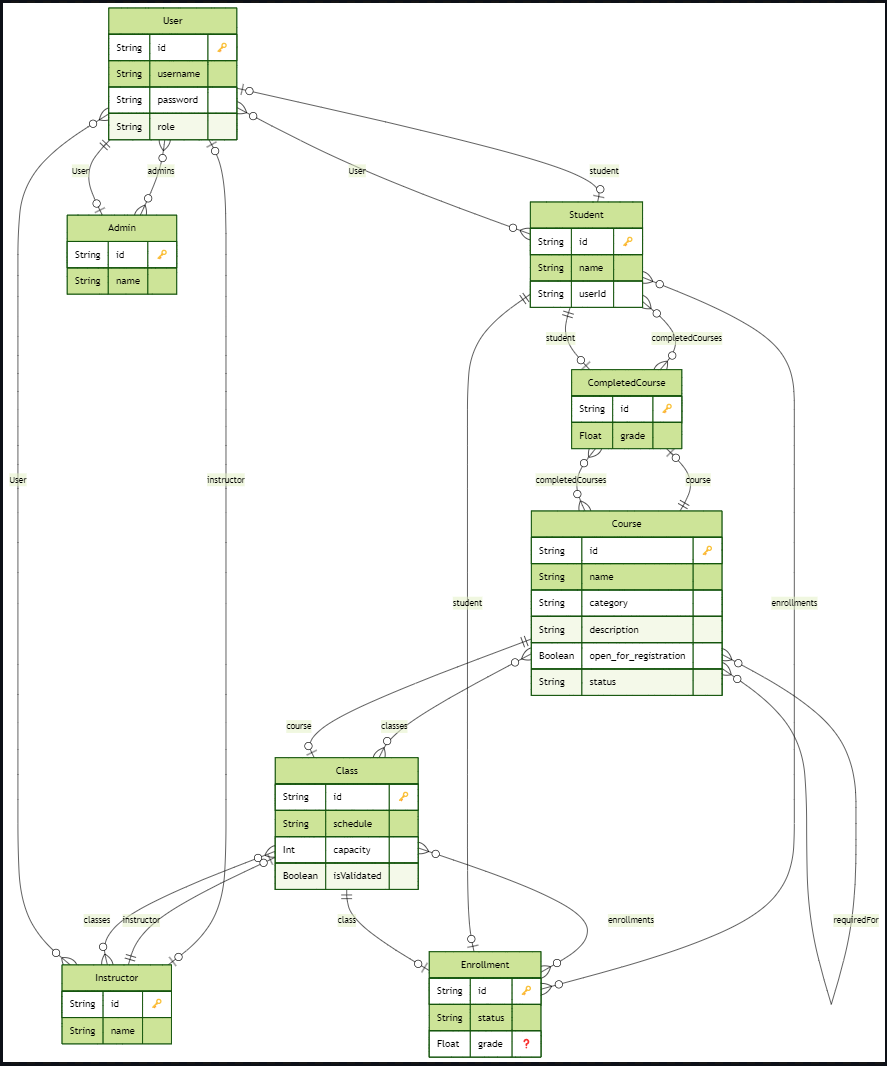 User
String id
String username
String password
String role
User
admins
User
student
Admin
String id
String name
Student
String id
String name
String userId
student
completedCourses
CompletedCourse
String id
Float grade
User
instructor
completedCourses
course
Course
String id
String name
String category
String description
Boolean open_for_registration
String status
student
enrollments
course
classes
Class
String id
String schedule
Int capacity
Boolean isValidated
classes
instructor
class
enrollments
requiredFor
Instructor
String id
String name
Enrollment
String id
String status
Float grade ?